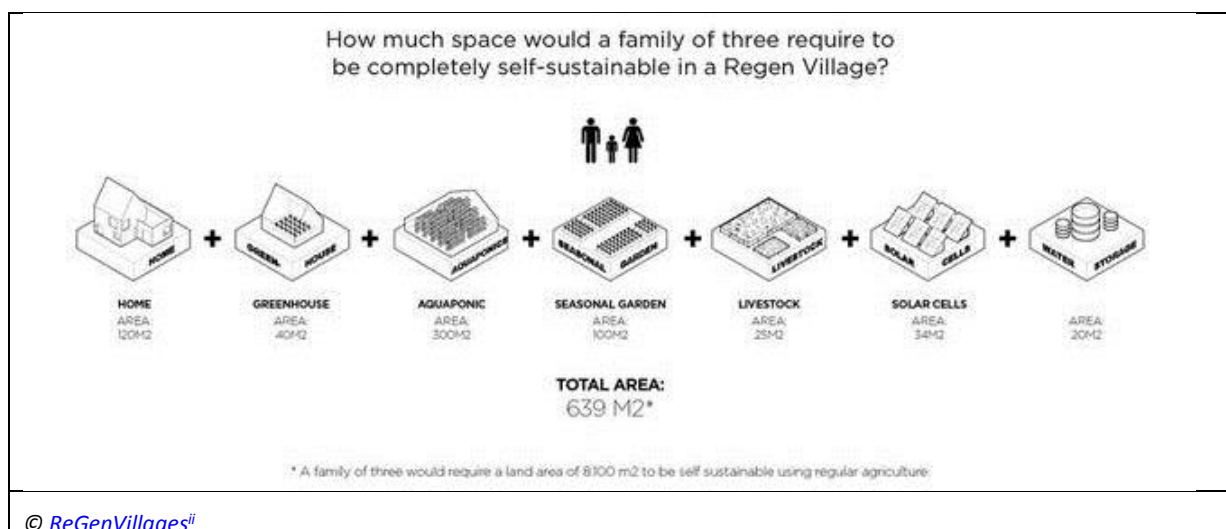 How much space would a family of three require to
be completely self-sustainable in a Regen Village?
HOME
GREEN HOUSE
AQUAPONICS
SEASONAL GARDEN
LIVESTOCK
SOLAR CELLS
WATER STORAGE
+ + + + + +
HOME
AREA:
120M2
GREENHOUSE
AREA:
40M2
AQUAPONIC
AREA:
300M2
SEASONAL GARDEN
AREA:
100M2
LIVESTOCK
AREA:
25M2
SOLAR CELLS
AREA:
34M2
AREA:
20M2
TOTAL AREA:
639 M2*
* A family of three would require a land area of 8100 m2 to be self sustainable using regular agriculture.
© ReGenVillagesii